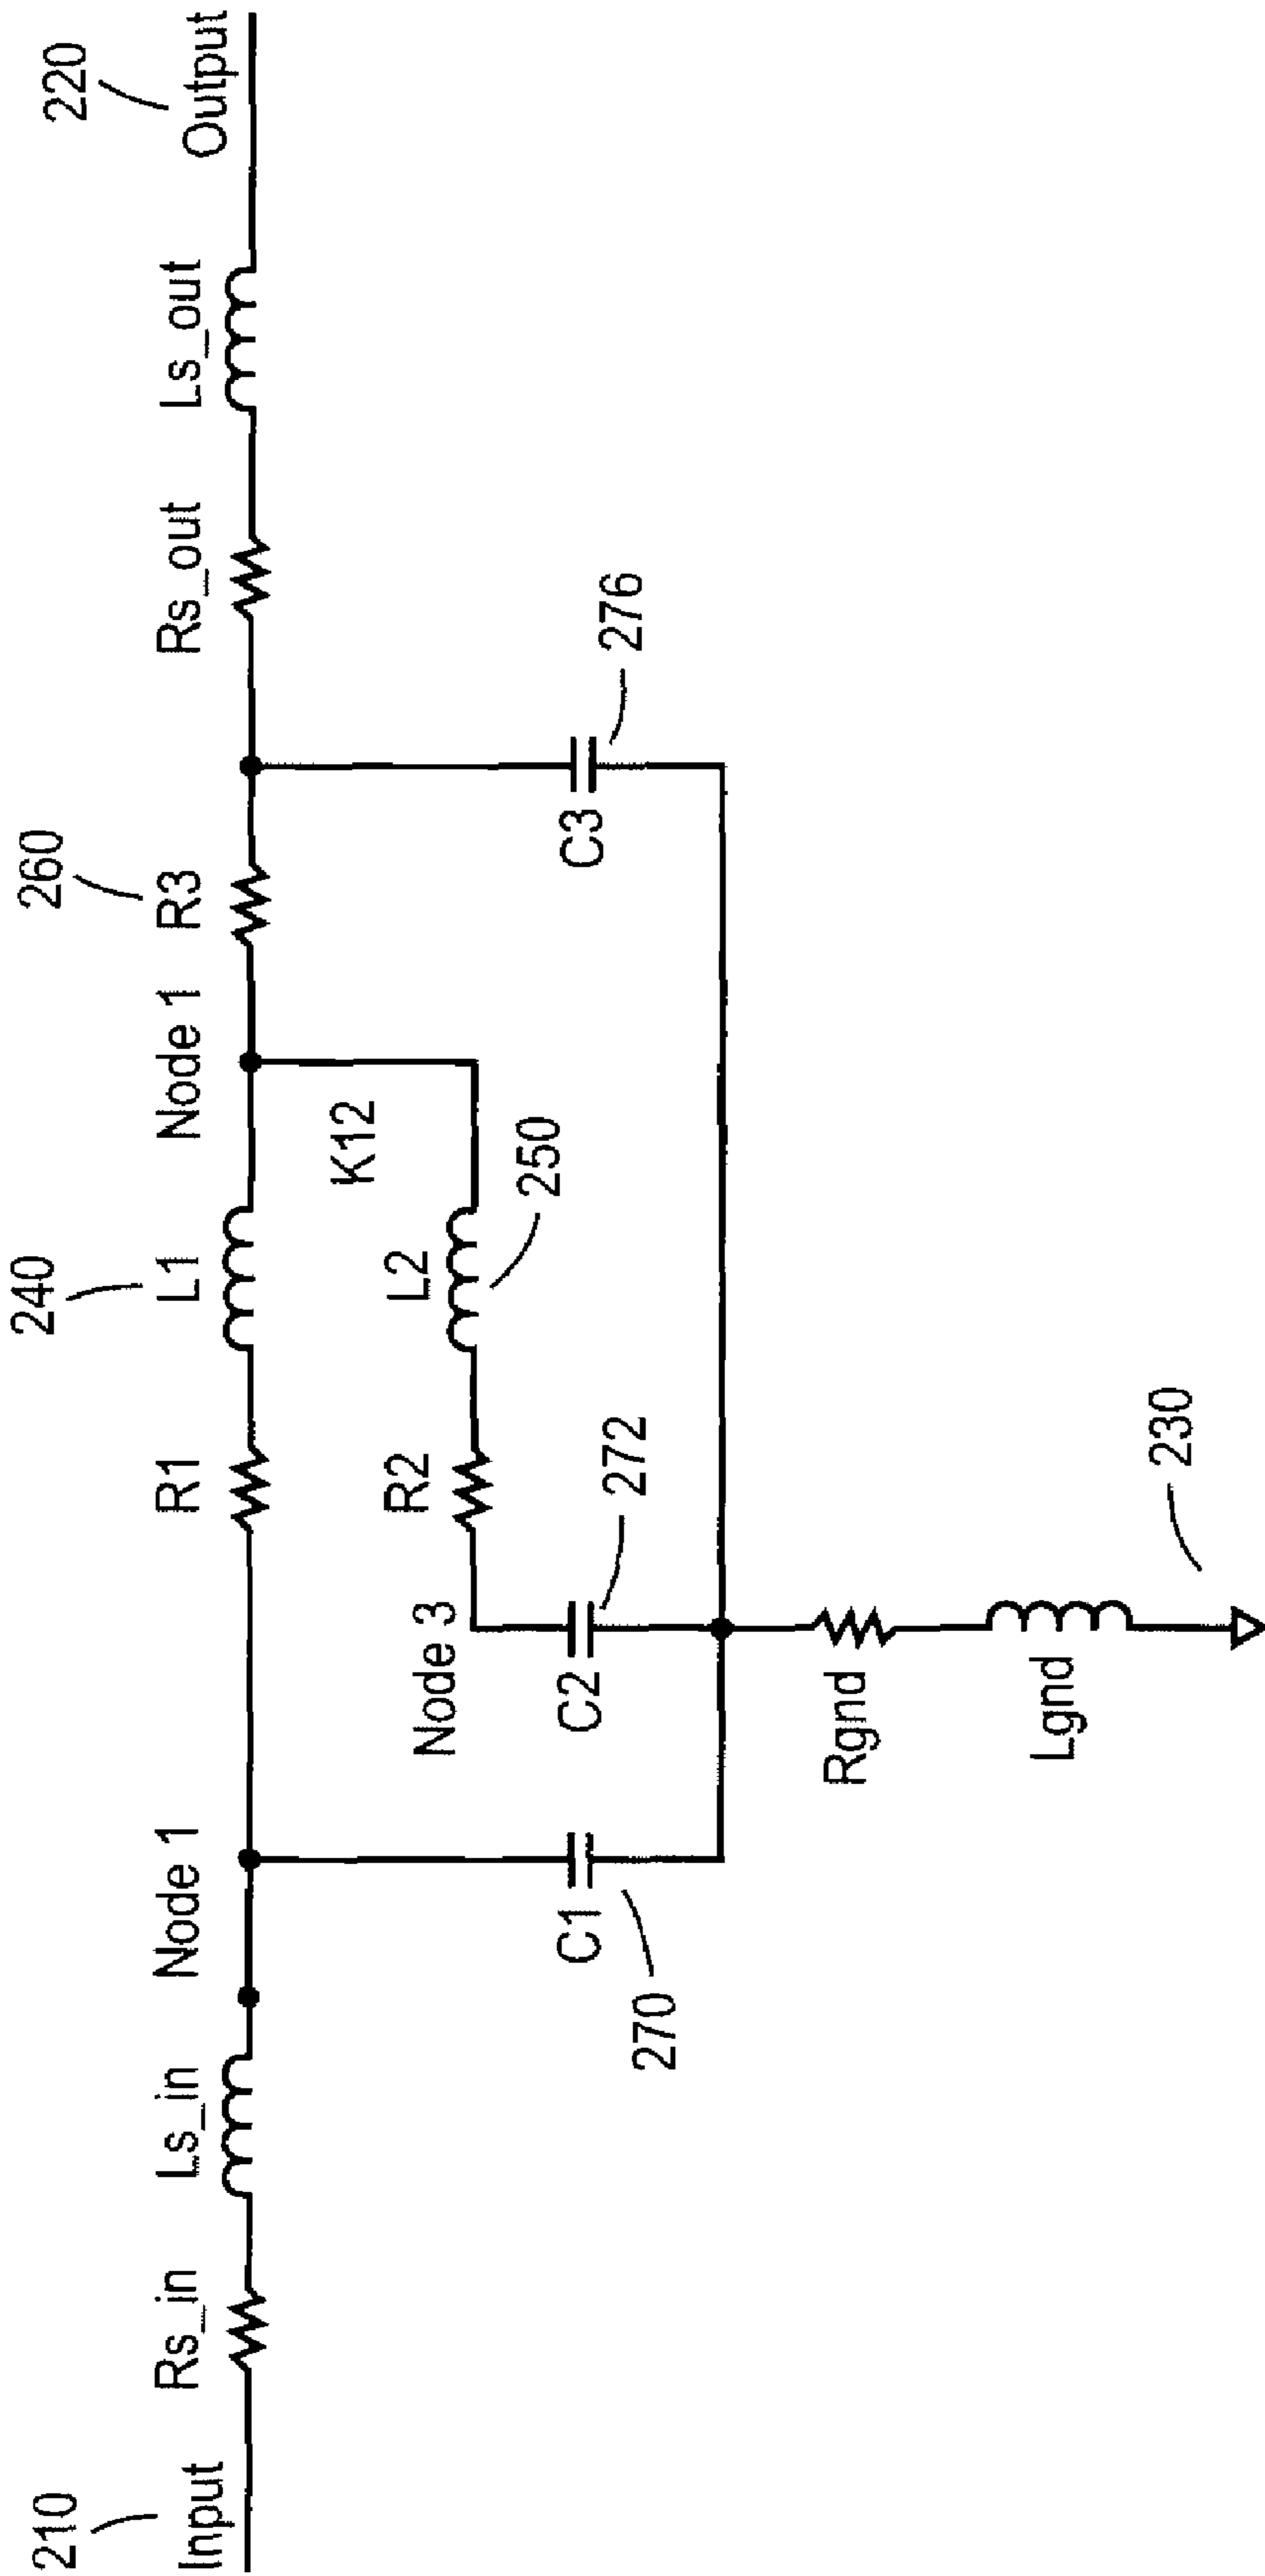 210
Input
Rs_in
Ls_in
Node 1
R1
240
L1
Node 1
260
R3
Rs_out
Ls_out
220
Output
K12
Node 3
R2
L2
250
270
C1
C2
272
C3
276
Rgnd
Lgnd
230